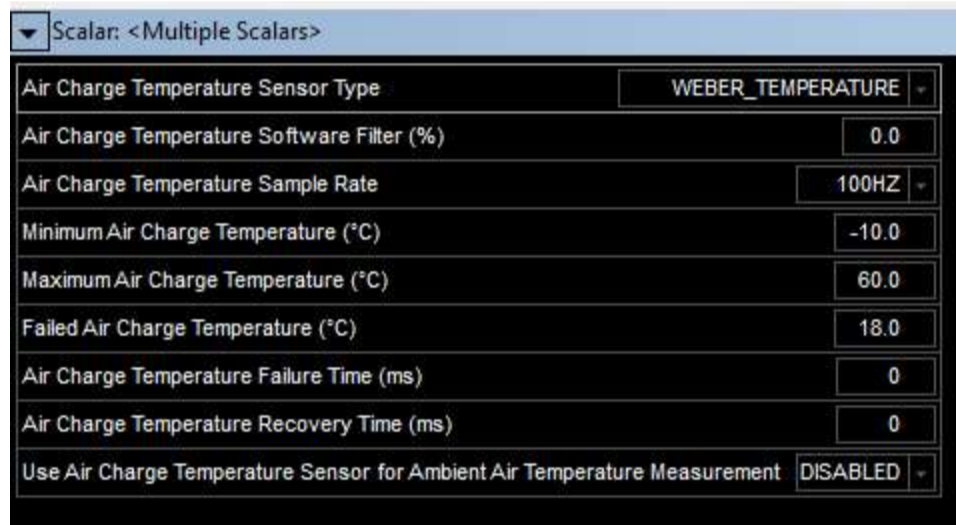 Scalar: <Multiple Scalars>
Air Charge Temperature Sensor Type WEBER_TEMPERATURE
Air Charge Temperature Software Filter (%) 0.0
Air Charge Temperature Sample Rate 100HZ
Minimum Air Charge Temperature (°C) -10.0
Maximum Air Charge Temperature (°C) 60.0
Failed Air Charge Temperature (°C) 18.0
Air Charge Temperature Failure Time (ms) 0
Air Charge Temperature Recovery Time (ms) 0
Use Air Charge Temperature Sensor for Ambient Air Temperature Measurement DISABLED